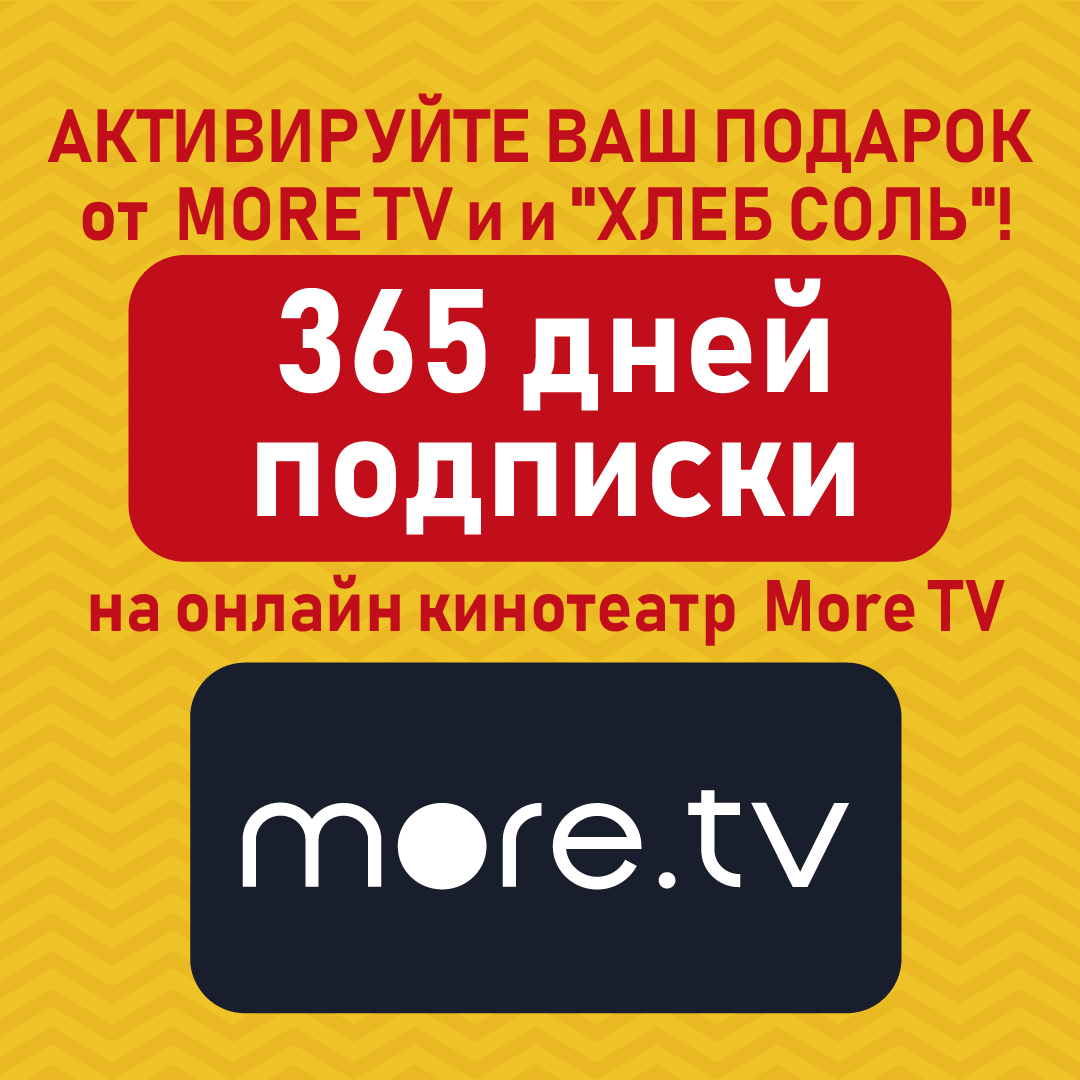 АКТИВИРУЙТЕ ВАШ ПОДАРОК
от MORE TV и и "ХЛЕБ СОЛЬ"!
365 дней
подписки
на онлайн кинотеатр More TV
more.tv